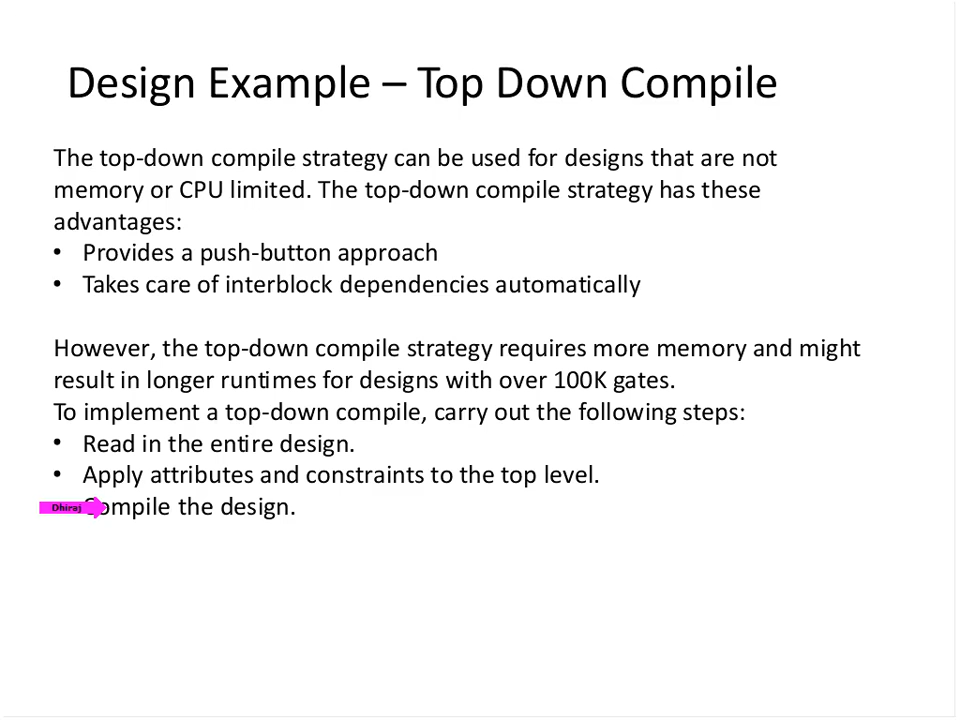 Design Example – Top Down Compile
The top-down compile strategy can be used for designs that are not
memory or CPU limited. The top-down compile strategy has these
advantages:
• Provides a push-button approach
• Takes care of interblock dependencies automatically
However, the top-down compile strategy requires more memory and might
result in longer runtimes for designs with over 100K gates.
To implement a top-down compile, carry out the following steps:
• Read in the entire design.
• Apply attributes and constraints to the top level.
Dhiraj Compile the design.